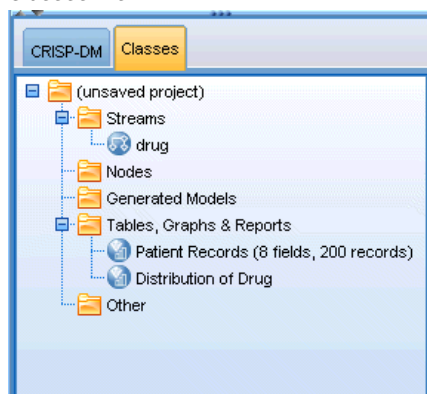 CRISP-DM Classes
(unsaved project)
Streams
drug
Nodes
Generated Models
Tables, Graphs & Reports
Patient Records (8 fields, 200 records)
Distribution of Drug
Other